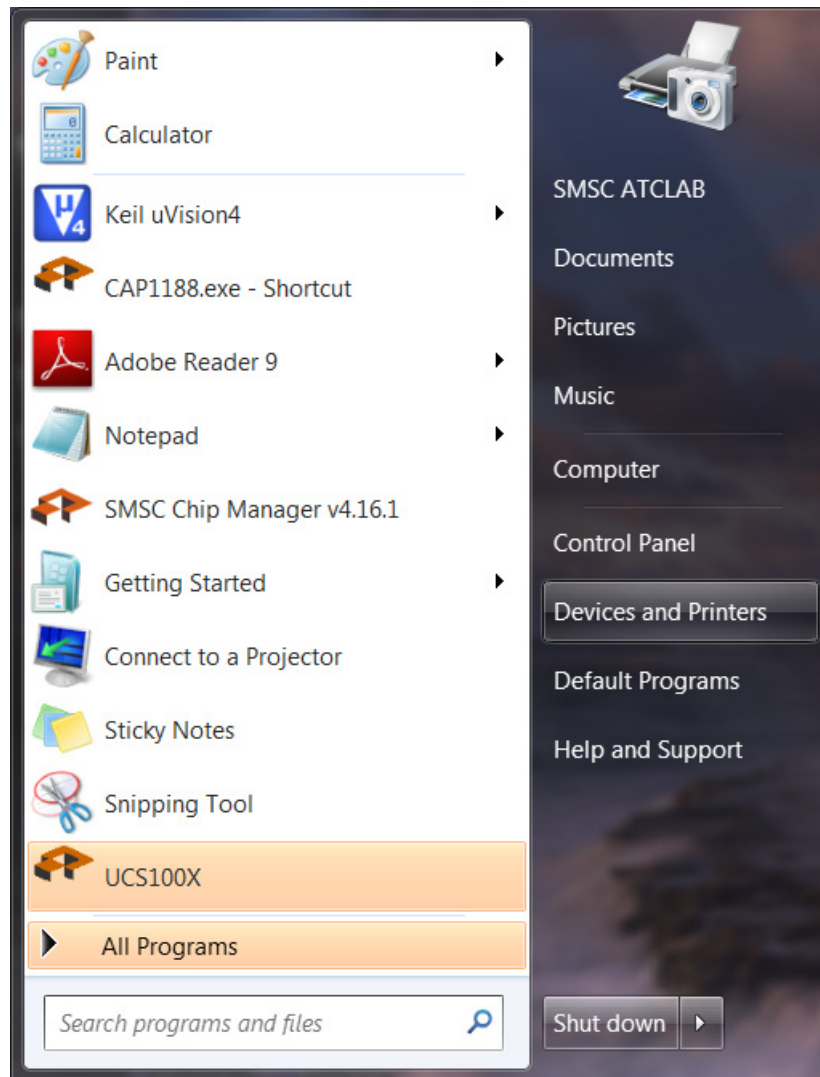 Paint
Calculator
Keil uVision4
CAP1188.exe - Shortcut
Adobe Reader 9
Notepad
SMSC Chip Manager v4.16.1
Getting Started
Connect to a Projector
Sticky Notes
Snipping Tool
UCS100X
All Programs
Search programs and files
SMSC ATCLAB
Documents
Pictures
Music
Computer
Control Panel
Devices and Printers
Default Programs
Help and Support
Shut down